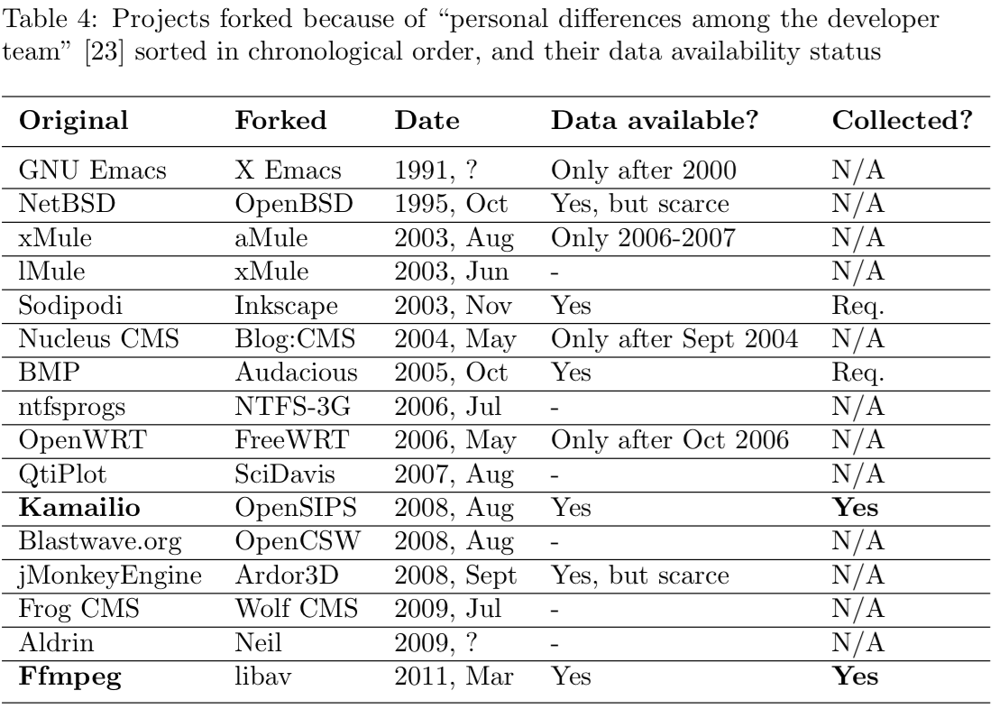 Table 4: Projects forked because of “personal differences among the developer
team” [23] sorted in chronological order, and their data availability status
Original Forked Date Data available? Collected?
GNU Emacs X Emacs 1991, ? Only after 2000 N/A
NetBSD OpenBSD 1995, Oct Yes, but scarce N/A
xMule aMule 2003, Aug Only 2006-2007 N/A
lMule xMule 2003, Jun - N/A
Sodipodi Inkscape 2003, Nov Yes Req.
Nucleus CMS Blog:CMS 2004, May Only after Sept 2004 N/A
BMP Audacious 2005, Oct Yes Req.
ntfsprogs NTFS-3G 2006, Jul - N/A
OpenWRT FreeWRT 2006, May Only after Oct 2006 N/A
QtiPlot SciDavis 2007, Aug - N/A
Kamailio OpenSIPS 2008, Aug Yes Yes
Blastwave.org OpenCSW 2008, Aug - N/A
jMonkeyEngine Ardor3D 2008, Sept Yes, but scarce N/A
Frog CMS Wolf CMS 2009, Jul - N/A
Aldrin Neil 2009, ? - N/A
Ffmpeg libav 2011, Mar Yes Yes